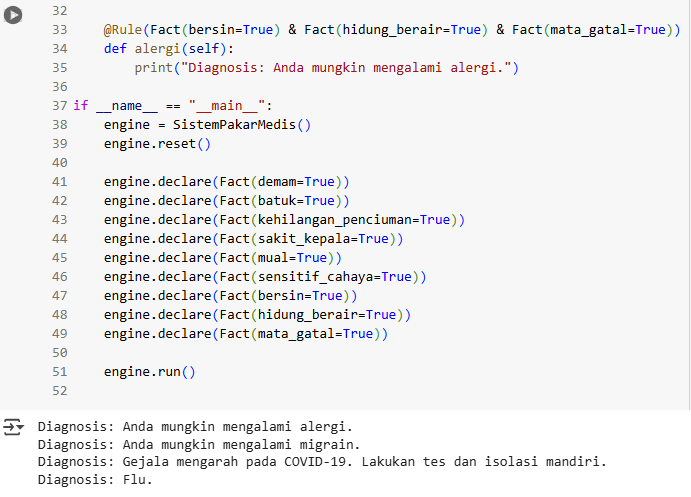 32
33     @Rule(Fact(bersin=True) & Fact(hidung_berair=True) & Fact(mata_gatal=True))
34     def alergi(self):
35         print("Diagnosis: Anda mungkin mengalami alergi.")
36
37 if __name__ == "__main__":
38     engine = SistemPakarMedis()
39     engine.reset()
40
41     engine.declare(Fact(demam=True))
42     engine.declare(Fact(batuk=True))
43     engine.declare(Fact(kehilangan_penciuman=True))
44     engine.declare(Fact(sakit_kepala=True))
45     engine.declare(Fact(mual=True))
46     engine.declare(Fact(sensitif_cahaya=True))
47     engine.declare(Fact(bersin=True))
48     engine.declare(Fact(hidung_berair=True))
49     engine.declare(Fact(mata_gatal=True))
50
51     engine.run()
52
Diagnosis: Anda mungkin mengalami alergi.
Diagnosis: Anda mungkin mengalami migrain.
Diagnosis: Gejala mengarah pada COVID-19. Lakukan tes dan isolasi mandiri.
Diagnosis: Flu.